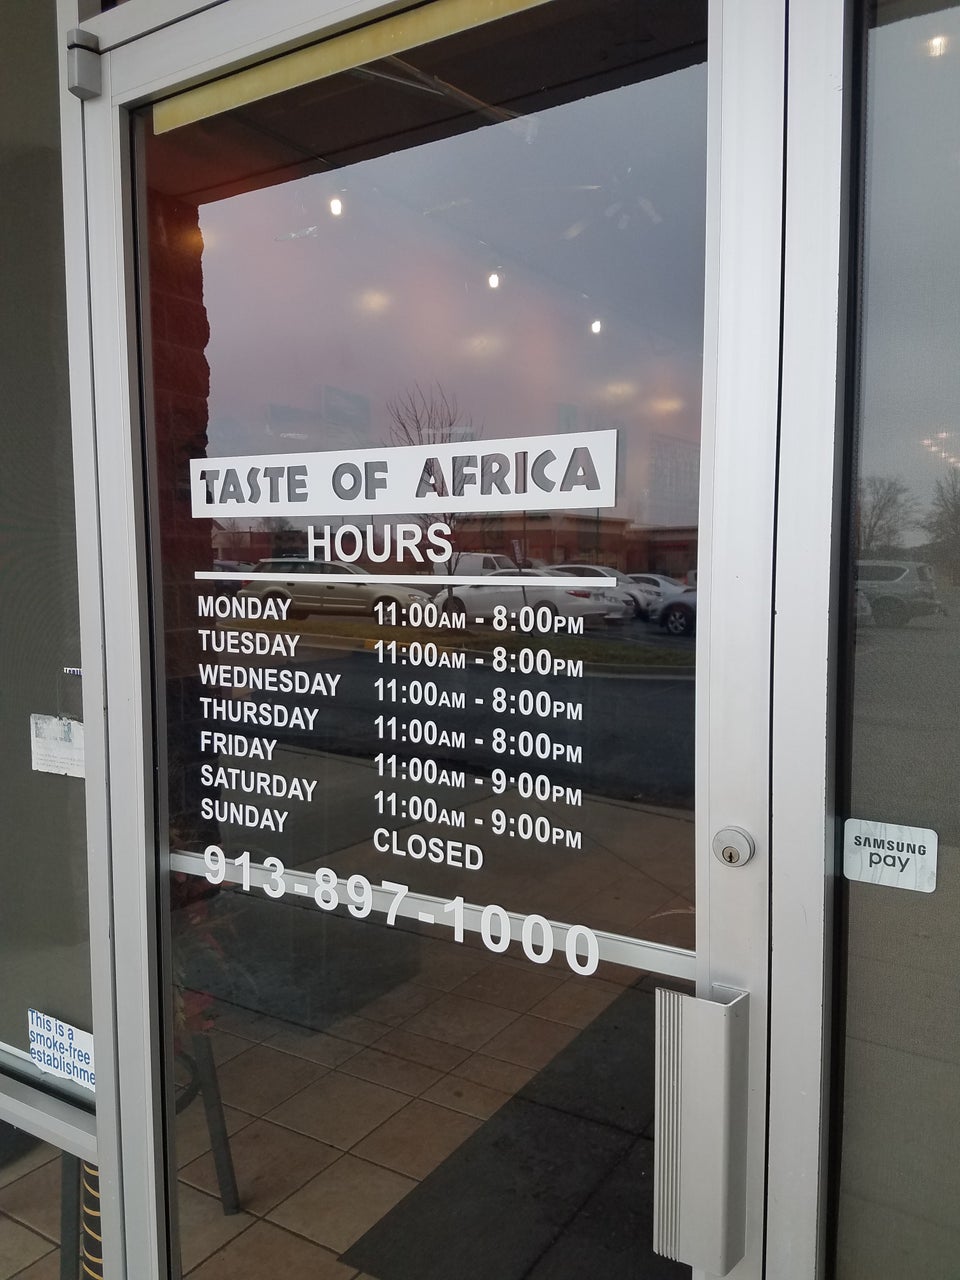 TASTE OF AFRICA
HOURS
MONDAY 11:00AM - 8:00PM
TUESDAY 11:00AM - 8:00PM
WEDNESDAY 11:00AM - 8:00PM
THURSDAY 11:00AM - 8:00PM
FRIDAY 11:00AM - 9:00PM
SATURDAY 11:00AM - 9:00PM
SUNDAY CLOSED
913-897-1000
SAMSUNG
pay
This is a
smoke-free
establishme